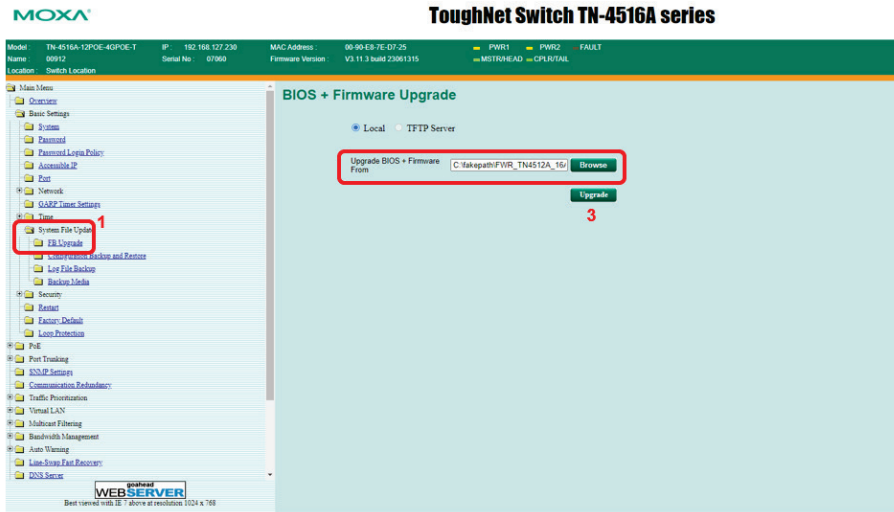 MOXA
ToughNet Switch TN-4516A series
Model : TN-4516A-12POE-4GPOE-T IP : 192.168.127.230 MAC Address : 00-90-E8-7E-D7-25 PWR1 PWR2 FAULT
Name : 00912 Serial No : 07060 Firmware Version : V3.11.3 build 23061315 MSTR/HEAD CPLR/TAIL
Location : Switch Location
Main Menu
Overview
Basic Settings
System
Password
Password Login Policy
Accessible IP
Port
Network
GARP Timer Settings
Time
System File Update
1
FB Upgrade
Configuration Backup and Restore
Log File Backup
Backup Media
Security
Restart
Factory Default
Loop Protection
PoE
Port Trunking
SNMP Settings
Communication Redundancy
Traffic Prioritization
Virtual LAN
Multicast Filtering
Bandwidth Management
Auto Warning
Line-Swap Fast Recovery
DNS Server
goahead
WEBSERVER
Best viewed with IE 7 above at resolution 1024 x 768
BIOS + Firmware Upgrade
Local TFTP Server
Upgrade BIOS + Firmware
From
C:\fakepath\FWR_TN4512A_16/ Browse
Upgrade
3